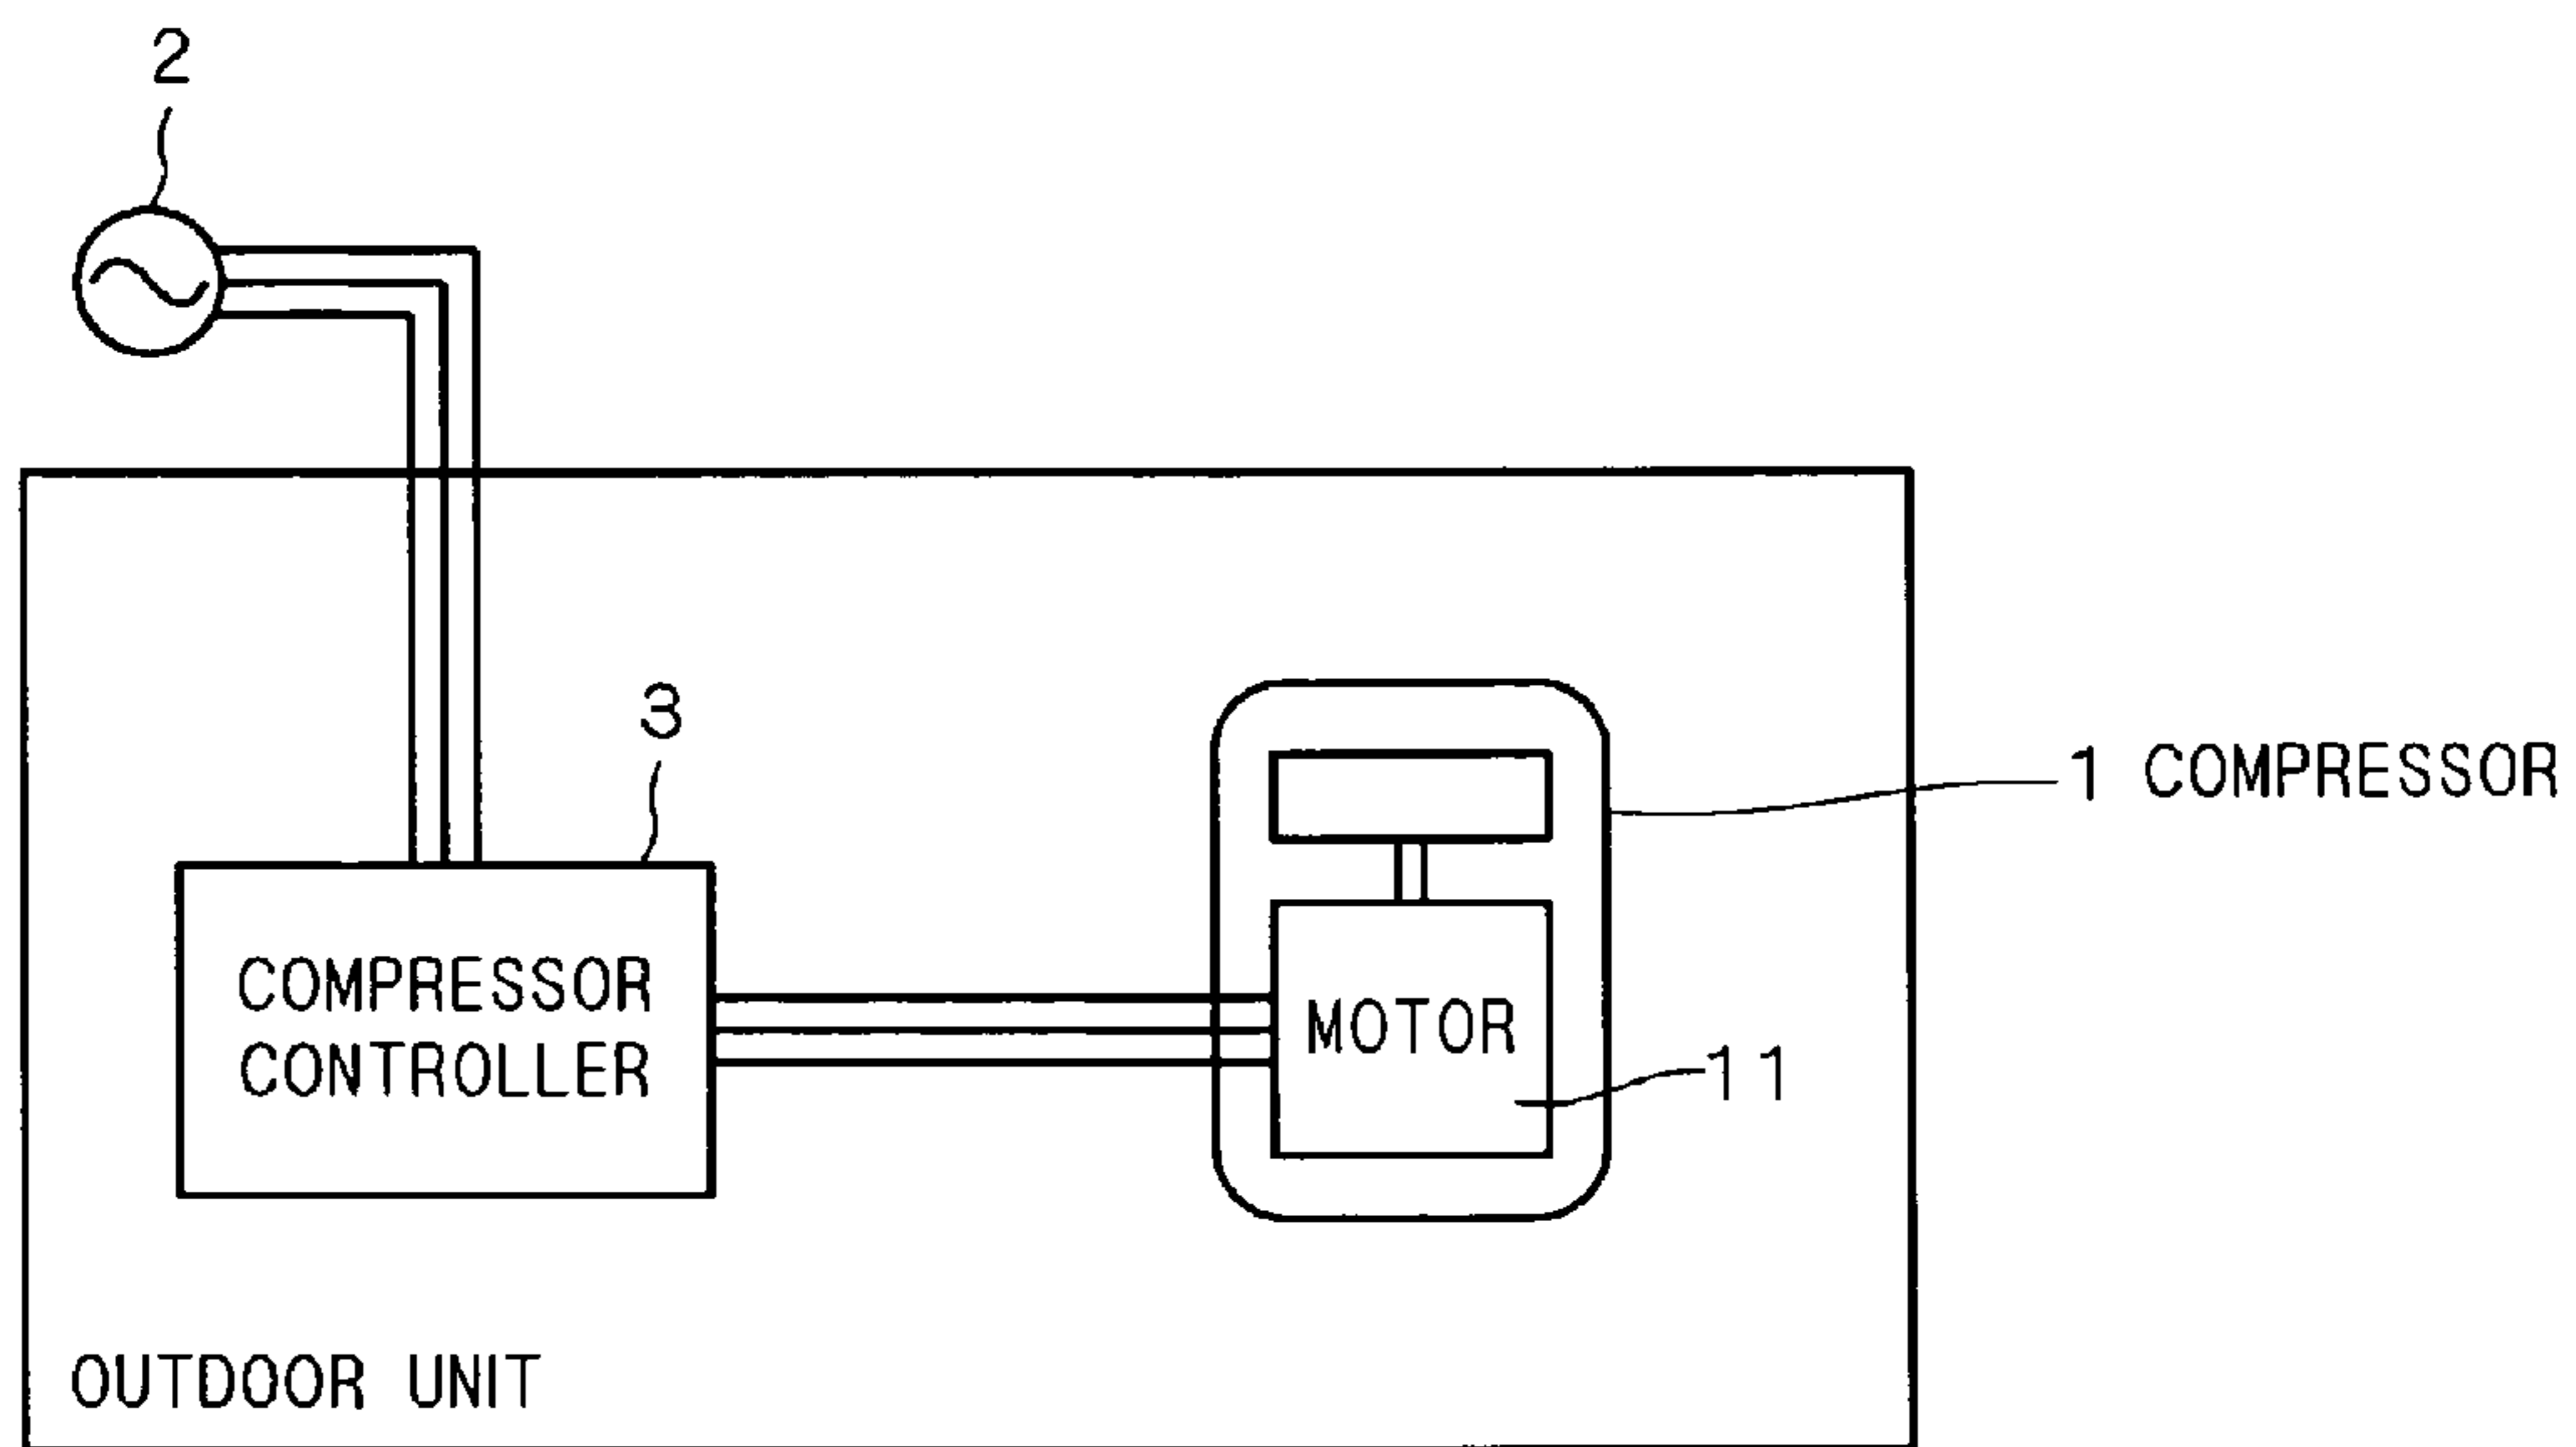 2
3
1 COMPRESSOR
COMPRESSOR
CONTROLLER
MOTOR
11
OUTDOOR UNIT